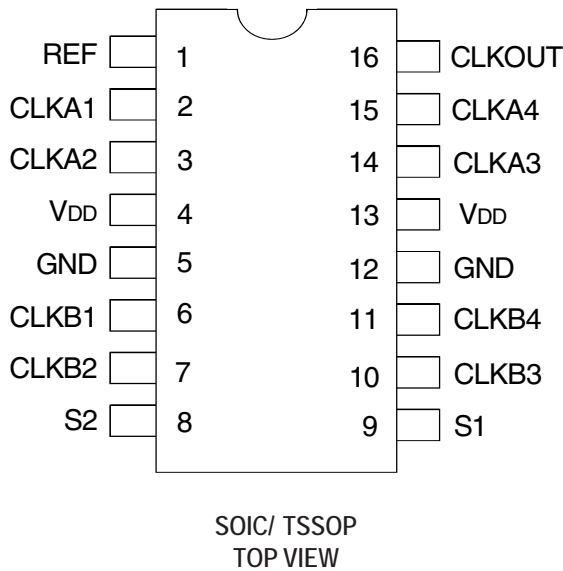 REF 1 16 CLKOUT
CLKA1 2 15 CLKA4
CLKA2 3 14 CLKA3
VDD 4 13 VDD
GND 5 12 GND
CLKB1 6 11 CLKB4
CLKB2 7 10 CLKB3
S2 8 9 S1
SOIC/ TSSOP
TOP VIEW